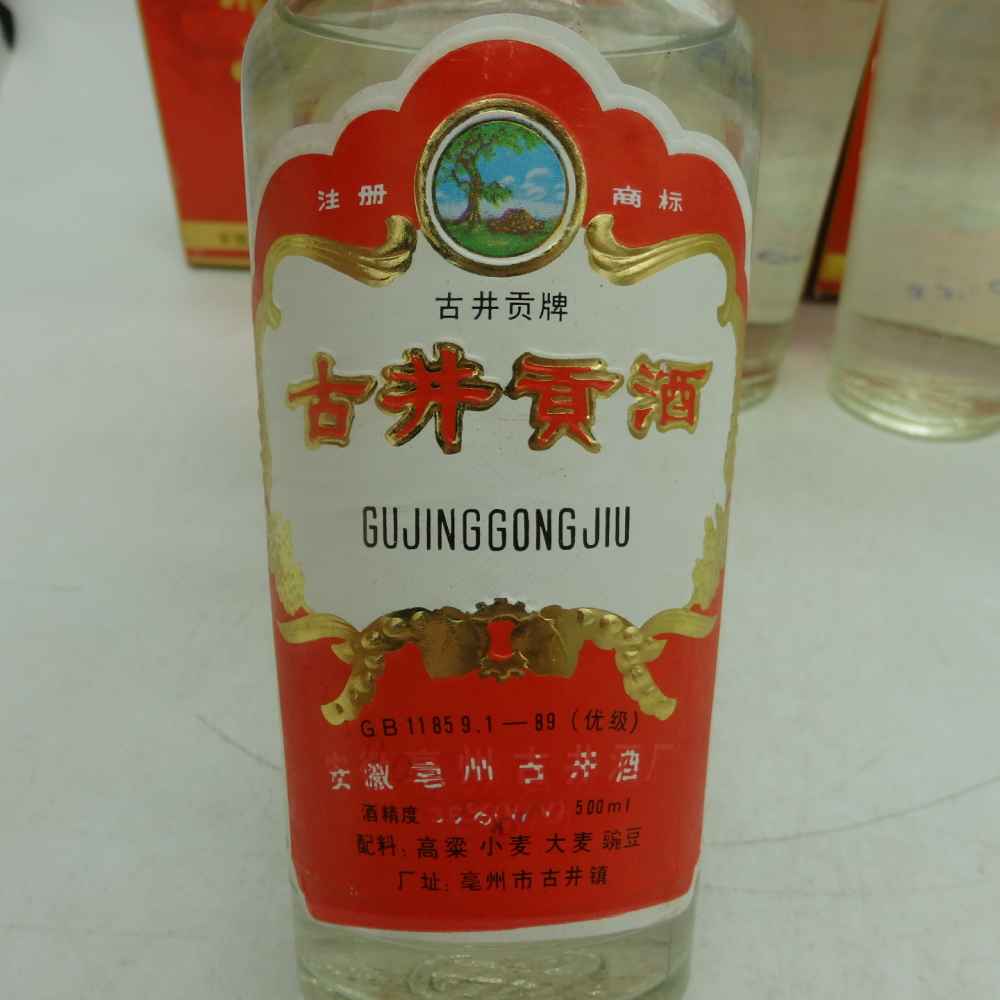 注册 商标
古井贡牌
古井贡酒
GUJINGGONGJIU
GB11859.1—89（优级）
安徽亳州古井酒厂
酒精度 500ml
配料：高粱 小麦 大麦 豌豆
厂址：亳州市古井镇